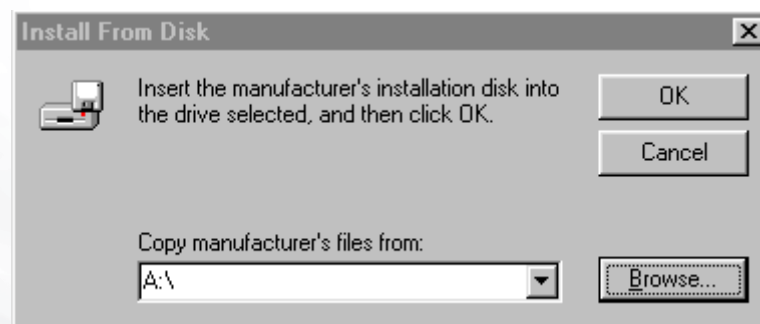 Install From Disk
Insert the manufacturer's installation disk into
the drive selected, and then click OK.
OK
Cancel
Copy manufacturer's files from:
A:\
Browse...